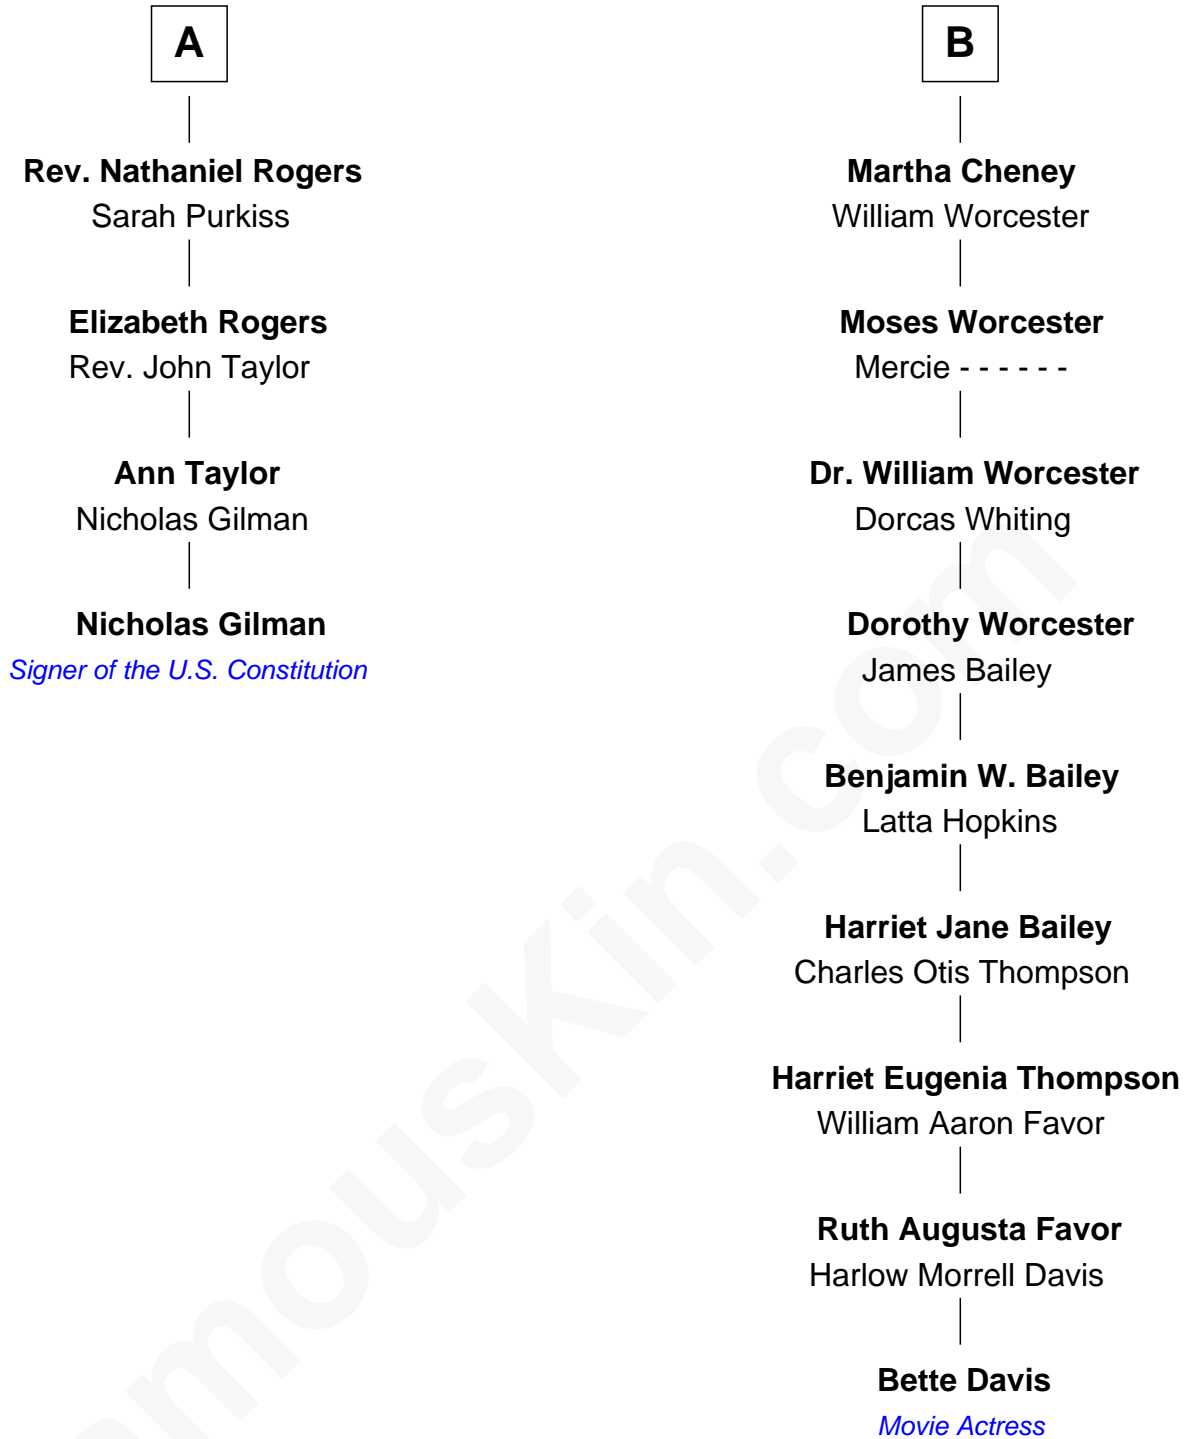 A
Rev. Nathaniel Rogers
Sarah Purkiss
Elizabeth Rogers
Rev. John Taylor
Ann Taylor
Nicholas Gilman
Nicholas Gilman
Signer of the U.S. Constitution
B
Martha Cheney
William Worcester
Moses Worcester
Mercie - - - - - -
Dr. William Worcester
Dorcas Whiting
Dorothy Worcester
James Bailey
Benjamin W. Bailey
Latta Hopkins
Harriet Jane Bailey
Charles Otis Thompson
Harriet Eugenia Thompson
William Aaron Favor
Ruth Augusta Favor
Harlow Morrell Davis
Bette Davis
Movie Actress
amouskin.com